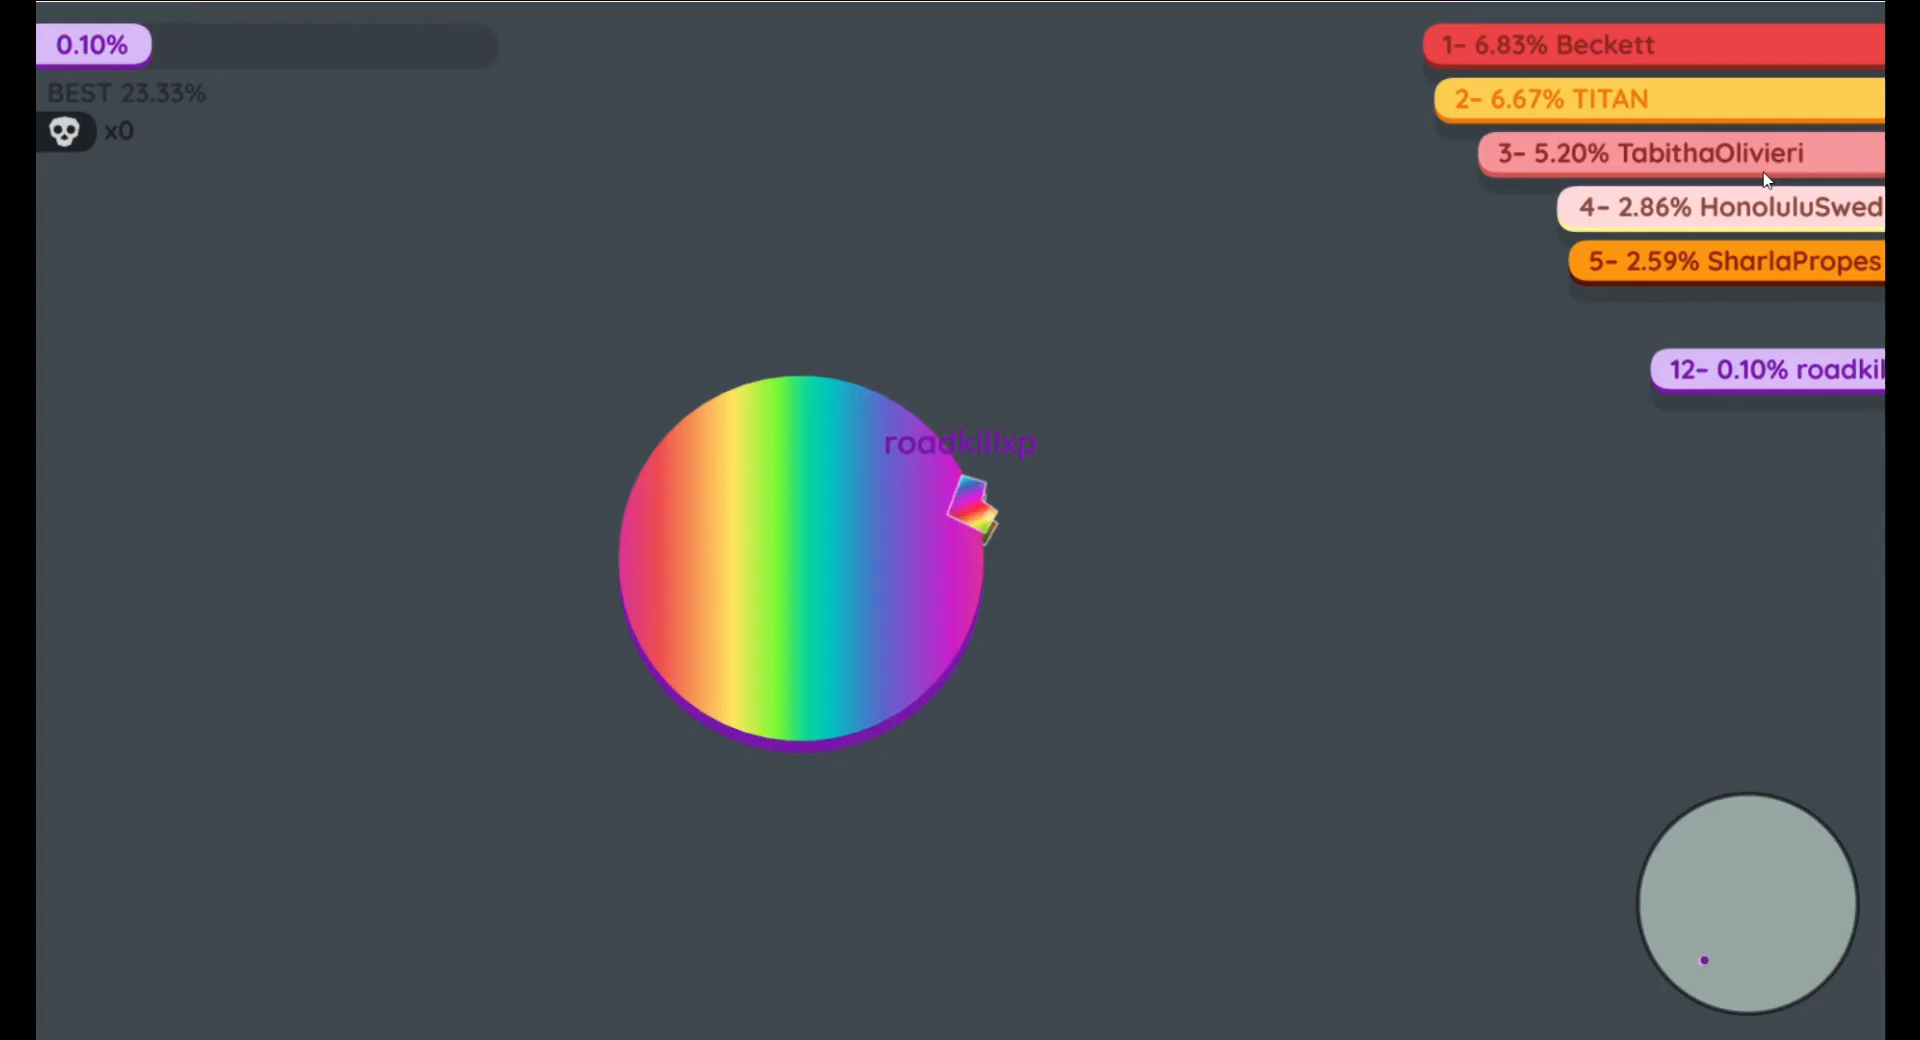 0.10%
BEST 23.33%
x0
1- 6.83% Beckett
2- 6.67% TITAN
3- 5.20% TabithaOlivieri
4- 2.86% HonoluluSwed
5- 2.59% SharlaPropes
12- 0.10% roadkil
roadkillxp